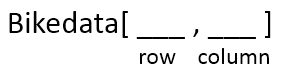 Bikedata[ ___ , ___ ]
row column